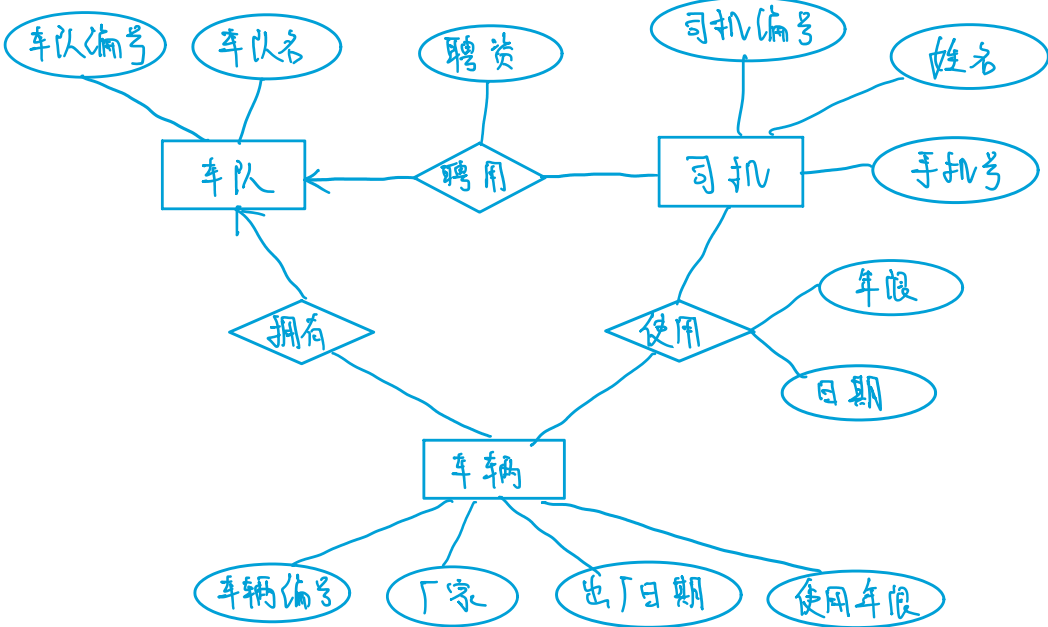 车队编号
车队名
聘资
司机编号
姓名
车队
聘用
司机
手机号
拥有
使用
年限
日期
车辆
车辆编号
厂家
出厂日期
使用年限